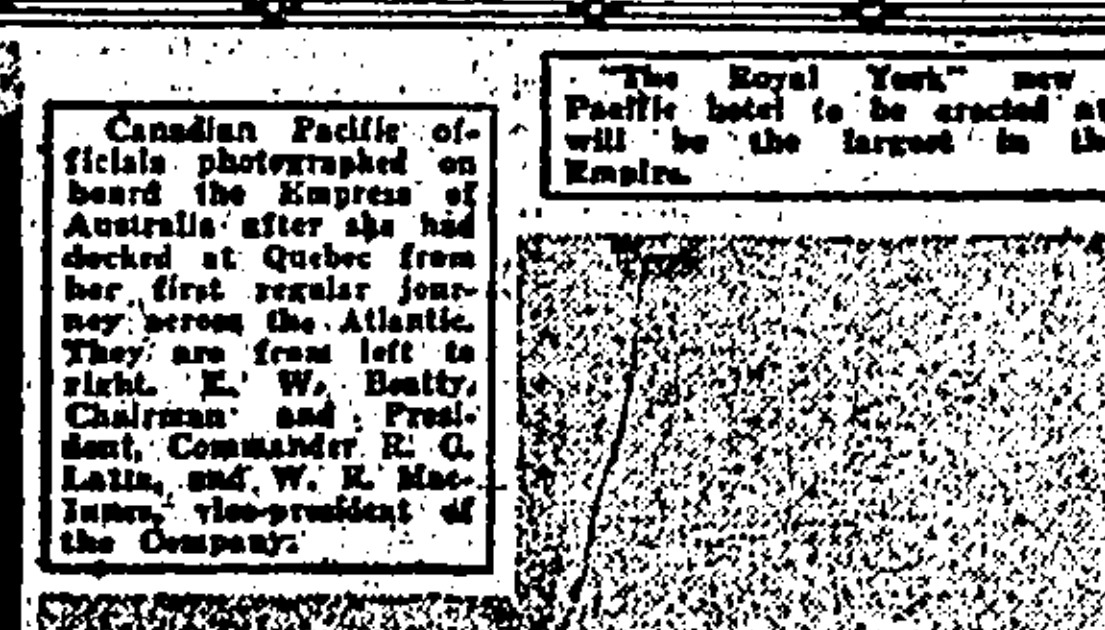 Canadian Pacific of-
ficials photographed on
board the Empress of
Australia after she had
docked at Quebec from
her first regular jour-
ney across the Atlantic.
They are from left to
right. E. W. Beatty,
Chairman and Presi-
dent, Commander R. G.
Latta, and W. R. Mac-
Innes, vice-president of
the Company.
"The Royal York" new
Pacific hotel to be erected at
will be the largest in th
Empire.